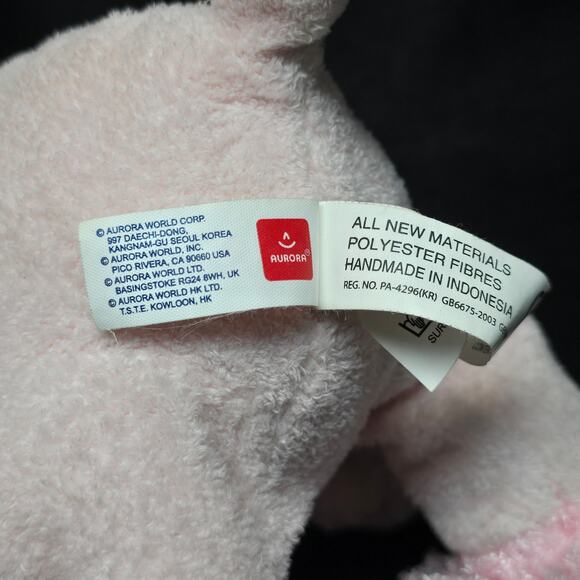 © AURORA WORLD CORP.
997 DAECHI-DONG,
KANGNAM-GU SEOUL KOREA
© AURORA WORLD, INC.
PICO RIVERA, CA 90660 USA
© AURORA WORLD LTD.
BASINGSTOKE RG24 8WH, UK
© AURORA WORLD HK LTD.
T.S.T.E. KOWLOON, HK
AURORA®
ALL NEW MATERIALS
POLYESTER FIBRES
HANDMADE IN INDONESIA
REG. NO. PA-4296(KR) GB6675-2003
SUR